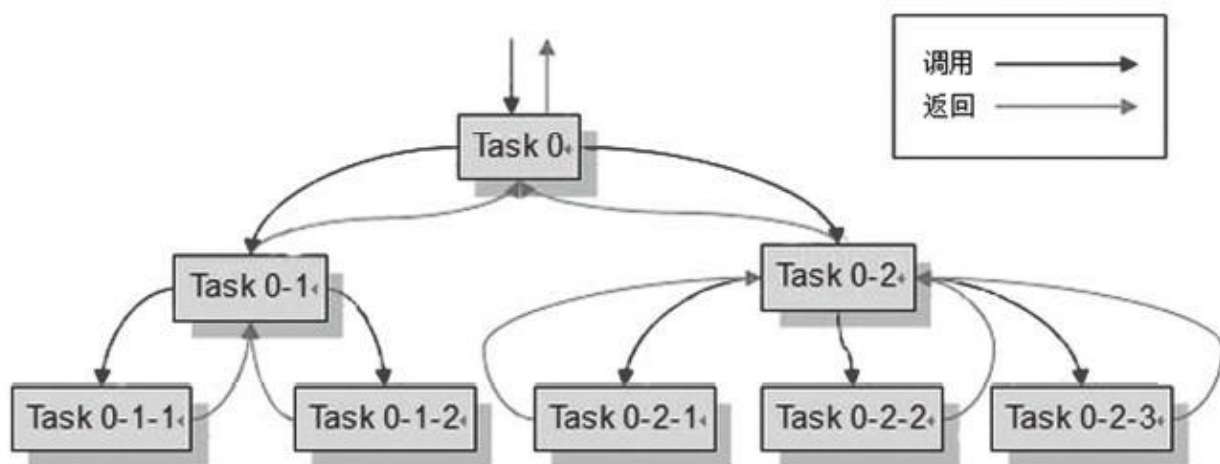 调用
返回
Task 0
Task 0-1
Task 0-2
Task 0-1-1
Task 0-1-2
Task 0-2-1
Task 0-2-2
Task 0-2-3